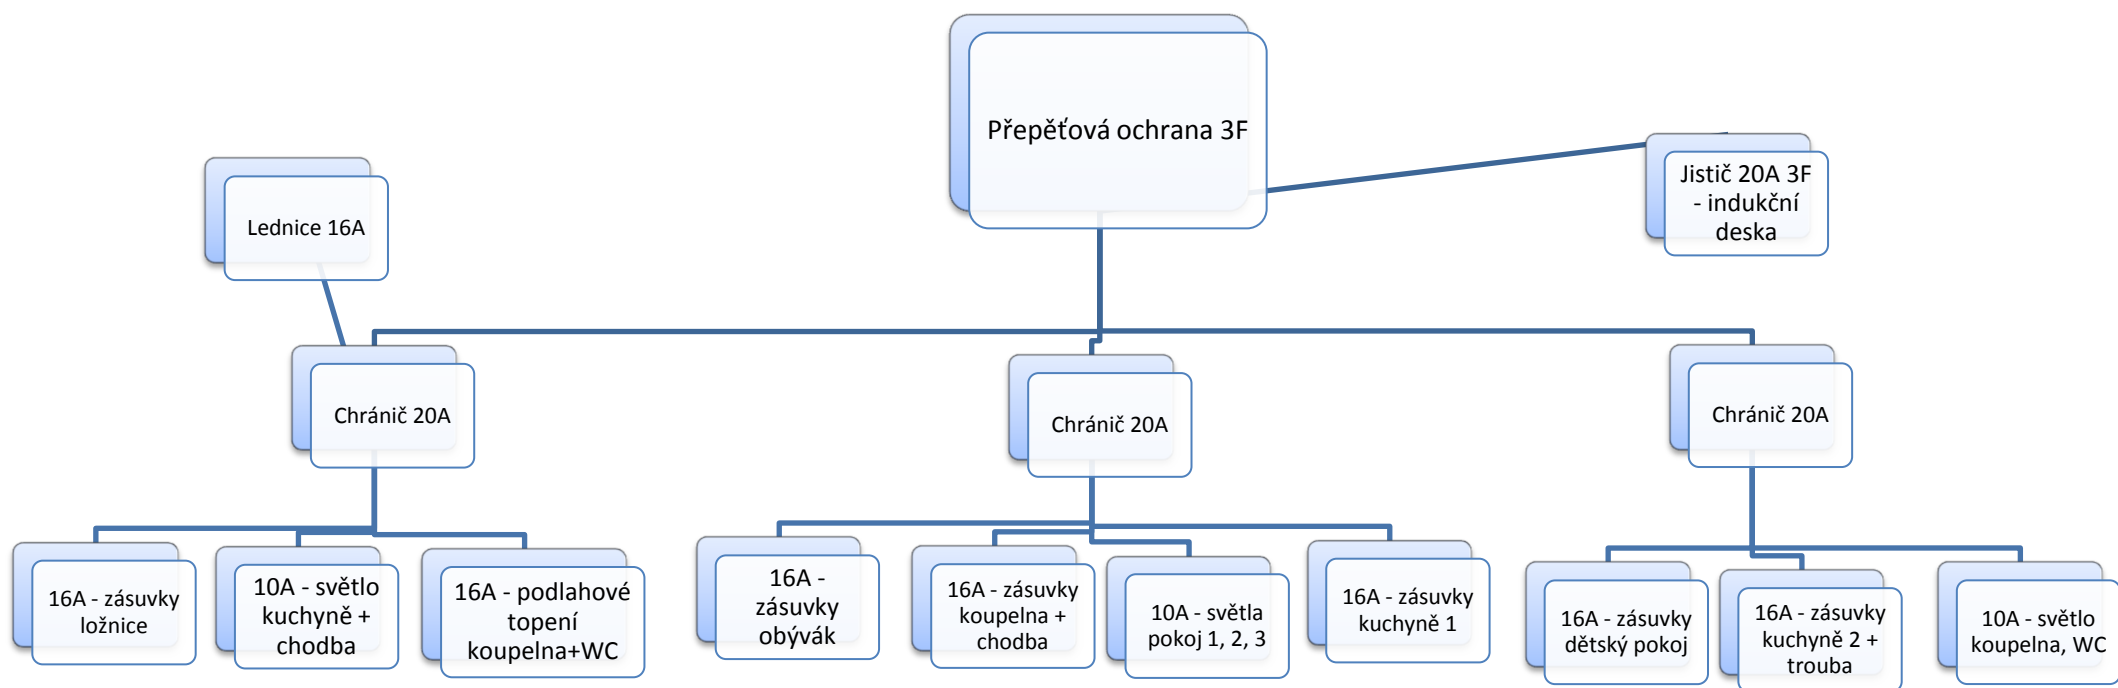 Přepěťová ochrana 3F
Jistič 20A 3F
- indukční
deska
Lednice 16A
Chránič 20A
Chránič 20A
Chránič 20A
16A - zásuvky
ložnice
10A - světlo
kuchyně +
chodba
16A - podlahové
topení
koupelna+WC
16A -
zásuvky
obývák
16A - zásuvky
koupelna +
chodba
10A - světla
pokoj 1, 2, 3
16A - zásuvky
kuchyně 1
16A - zásuvky
dětský pokoj
16A - zásuvky
kuchyně 2 +
trouba
10A - světlo
koupelna, WC